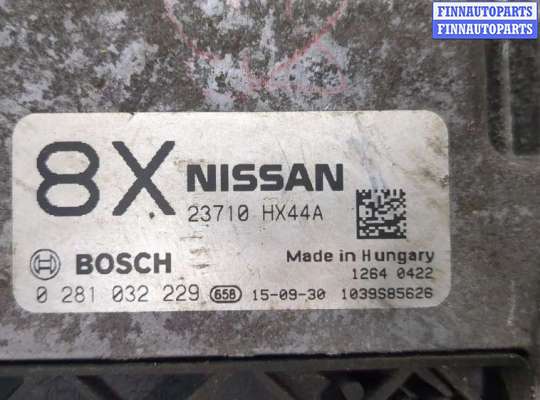 FINNAUTOPARTS
FINNAUTOPARTS
8X NISSAN
23710 HX44A
BOSCH Made in Hungary
1264 0422
0 281 032 229 658 15-09-30 1039S85626